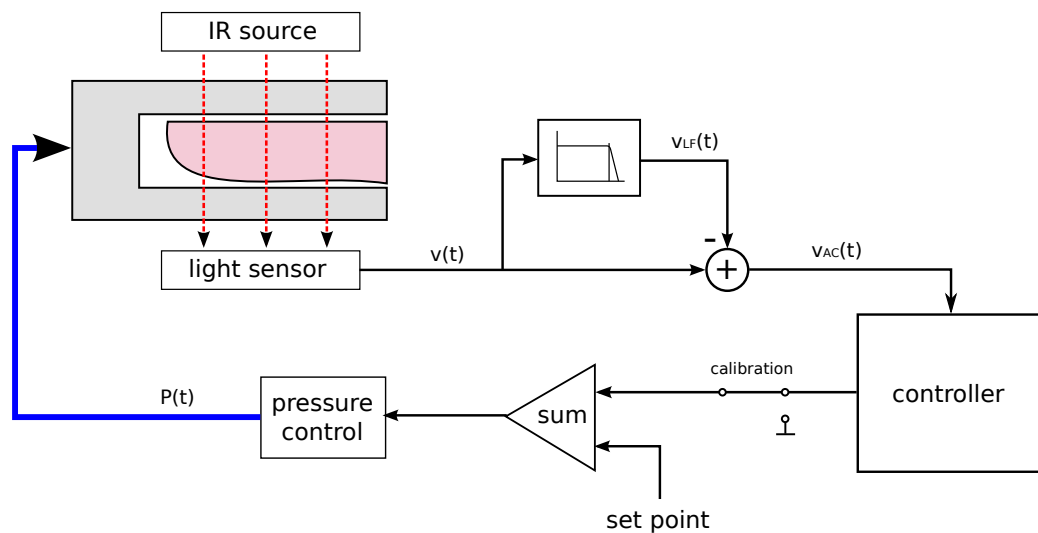 IR source
light sensor
v(t)
vLF(t)
-
+
vAC(t)
controller
calibration
sum
set point
pressure
control
P(t)